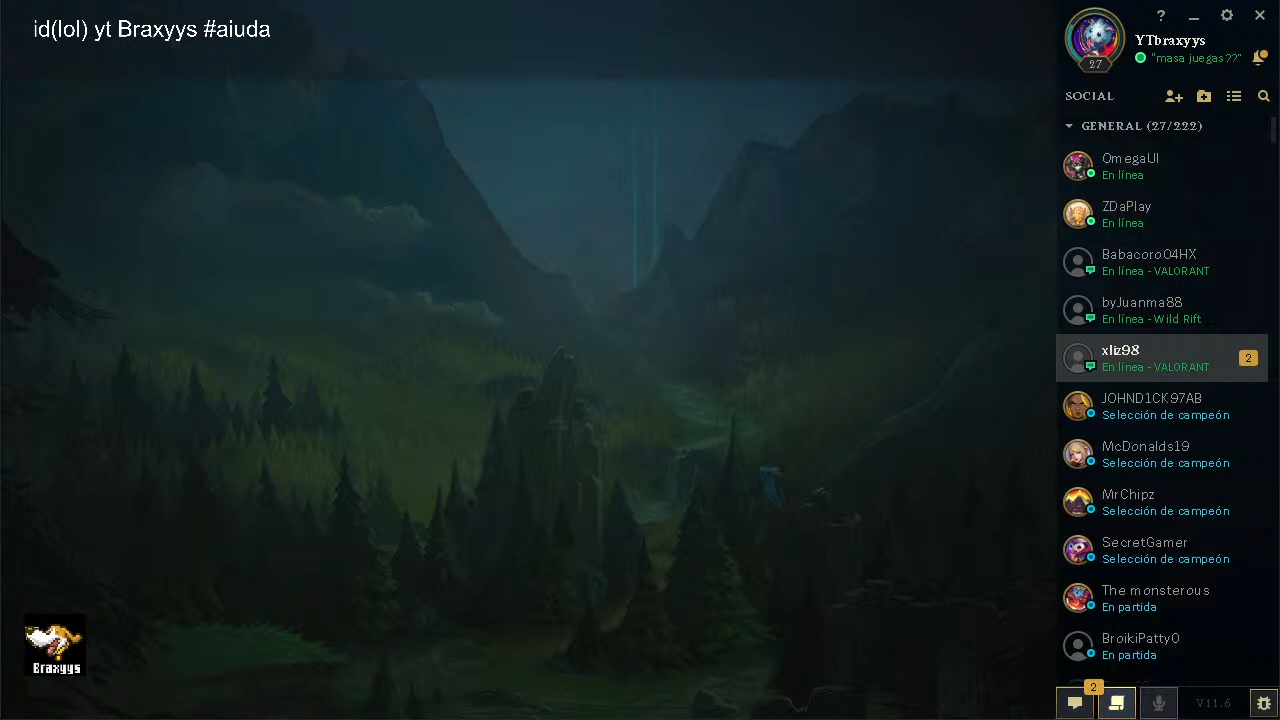 id(lol) yt Braxyys #aiuda
?
YTbraxyys
27
"masa juegas??"
SOCIAL
GENERAL (27/222)
OmegaUI
En línea
ZDaPlay
En línea
Babacoro04HX
En línea - VALORANT
byJuanma88
En línea - Wild Rift
xliz98
En línea - VALORANT
2
JOHND1CK97AB
Selección de campeón
McDonalds19
Selección de campeón
MrChipz
Selección de campeón
SecretGamer
Selección de campeón
The monsterous
En partida
BroikiPatty0
En partida
Braxyys
2
V11.6